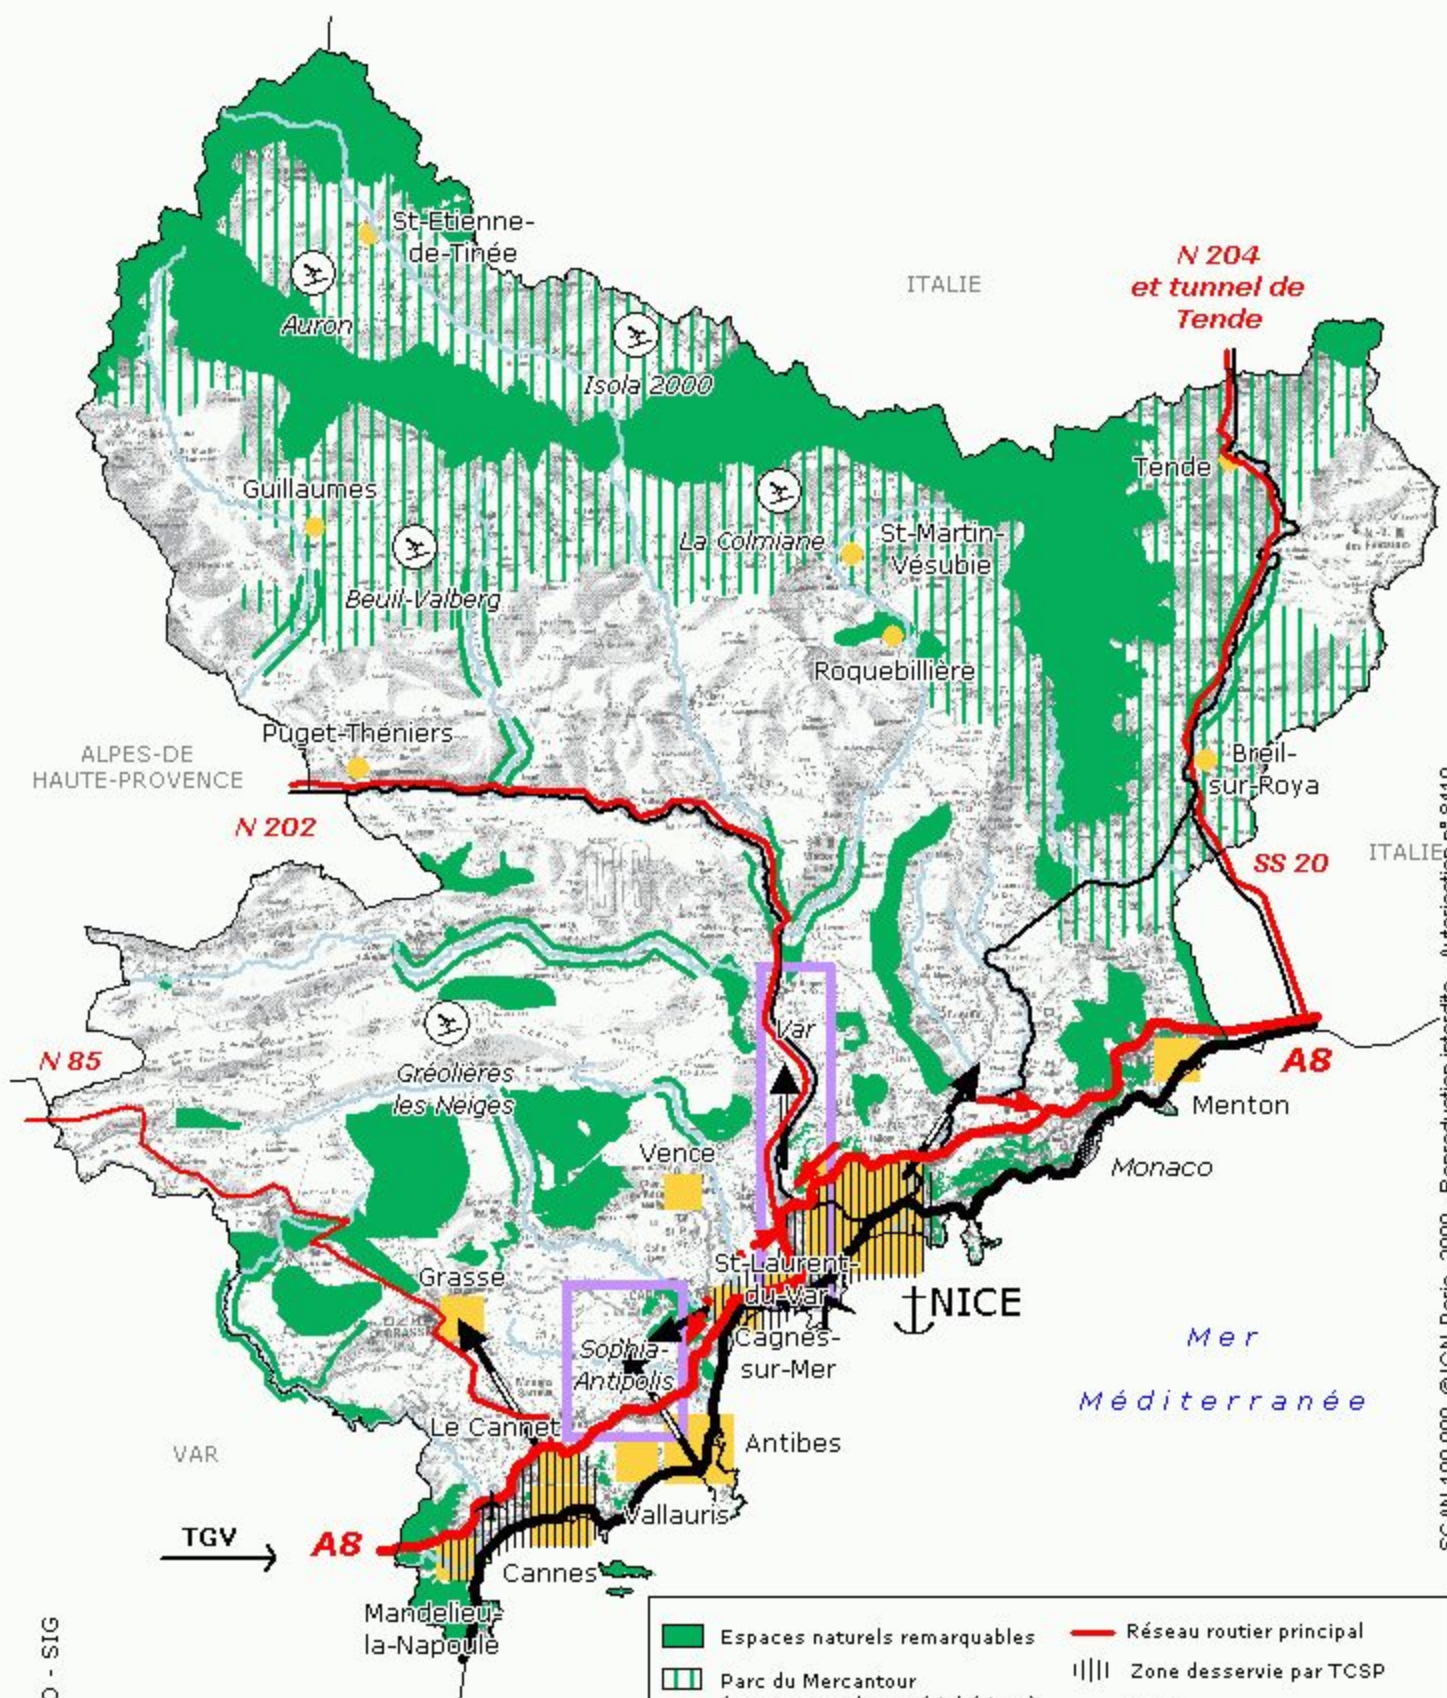 N 204
et tunnel de
Tende
ITALIE
St-Etienne-
de-Tinée
Auron
Isola 2000
Tende
Guillaumes
La Colmiane
St-Martin-
Vésubie
Beuil-Valberg
Roquebillière
Puget-Théniers
ALPES-DE
HAUTE-PROVENCE
N 202
Breil-
sur-Roya
SS 20
ITALIE
Var
N 85
Gréolières
les Neiges
A8
Menton
Vence
Monaco
Grasse
St-Laurent-
du-Var
NICE
Cagnes-
sur-Mer
Sophia-
Antipolis
Mer
Méditerranée
Le Cannet
Antibes
VAR
Vallauris
TGV
A8
Cannes
Mandelieu-
la-Napoule
Espaces naturels remarquables
Réseau routier principal
Parc du Mercantour
Zone desservie par TCSP
- SIG